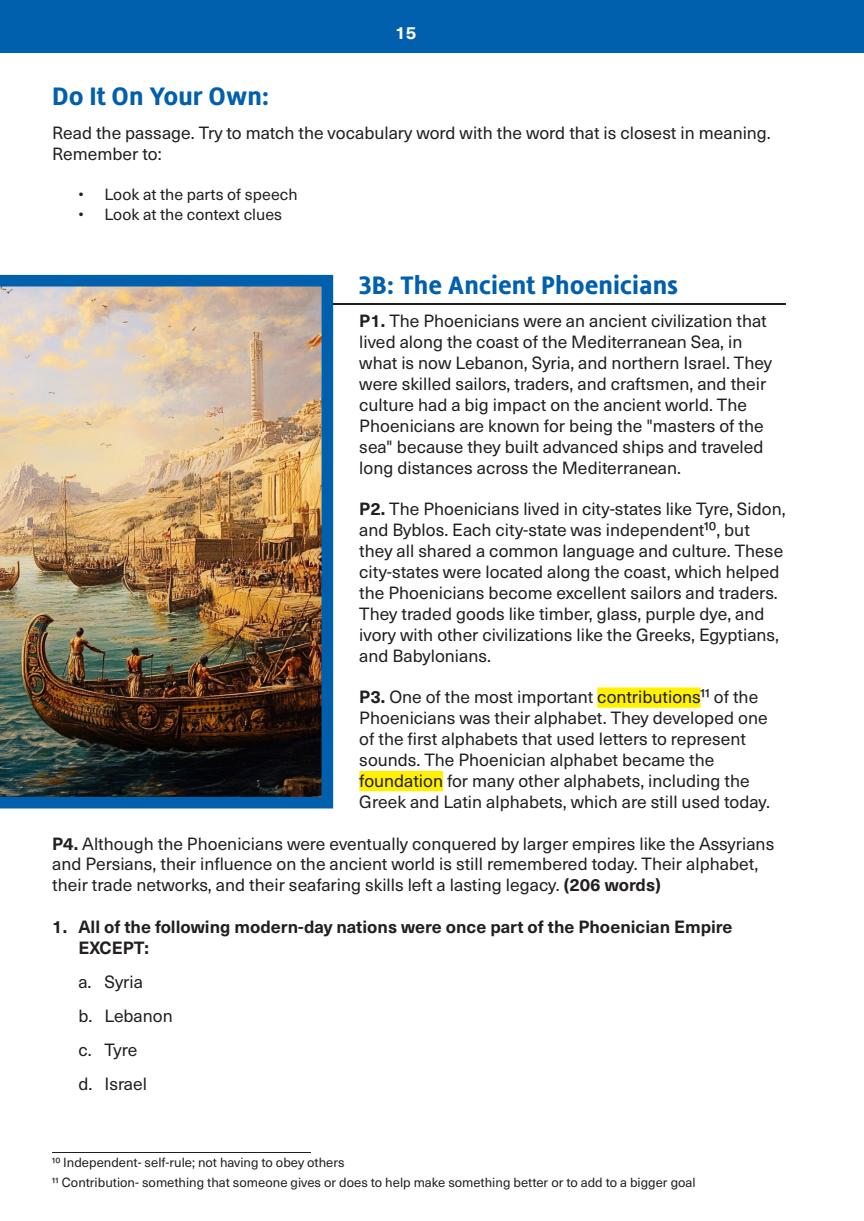 15
Do It On Your Own:
Read the passage. Try to match the vocabulary word with the word that is closest in meaning.
Remember to:
• Look at the parts of speech
• Look at the context clues
3B: The Ancient Phoenicians
P1. The Phoenicians were an ancient civilization that
lived along the coast of the Mediterranean Sea, in
what is now Lebanon, Syria, and northern Israel. They
were skilled sailors, traders, and craftsmen, and their
culture had a big impact on the ancient world. The
Phoenicians are known for being the "masters of the
sea" because they built advanced ships and traveled
long distances across the Mediterranean.
P2. The Phoenicians lived in city-states like Tyre, Sidon,
and Byblos. Each city-state was independent¹⁰, but
they all shared a common language and culture. These
city-states were located along the coast, which helped
the Phoenicians become excellent sailors and traders.
They traded goods like timber, glass, purple dye, and
ivory with other civilizations like the Greeks, Egyptians,
and Babylonians.
P3. One of the most important contributions¹¹ of the
Phoenicians was their alphabet. They developed one
of the first alphabets that used letters to represent
sounds. The Phoenician alphabet became the
foundation for many other alphabets, including the
Greek and Latin alphabets, which are still used today.
P4. Although the Phoenicians were eventually conquered by larger empires like the Assyrians
and Persians, their influence on the ancient world is still remembered today. Their alphabet,
their trade networks, and their seafaring skills left a lasting legacy. (206 words)
1. All of the following modern-day nations were once part of the Phoenician Empire
EXCEPT:
a. Syria
b. Lebanon
c. Tyre
d. Israel
¹⁰ Independent- self-rule; not having to obey others
¹¹ Contribution- something that someone gives or does to help make something better or to add to a bigger goal